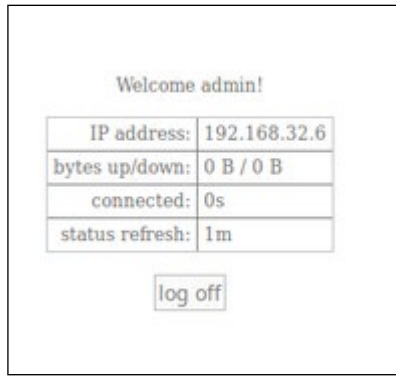 Welcome admin!
IP address: 192.168.32.6
bytes up/down: 0 B / 0 B
connected: 0s
status refresh: 1m
log off